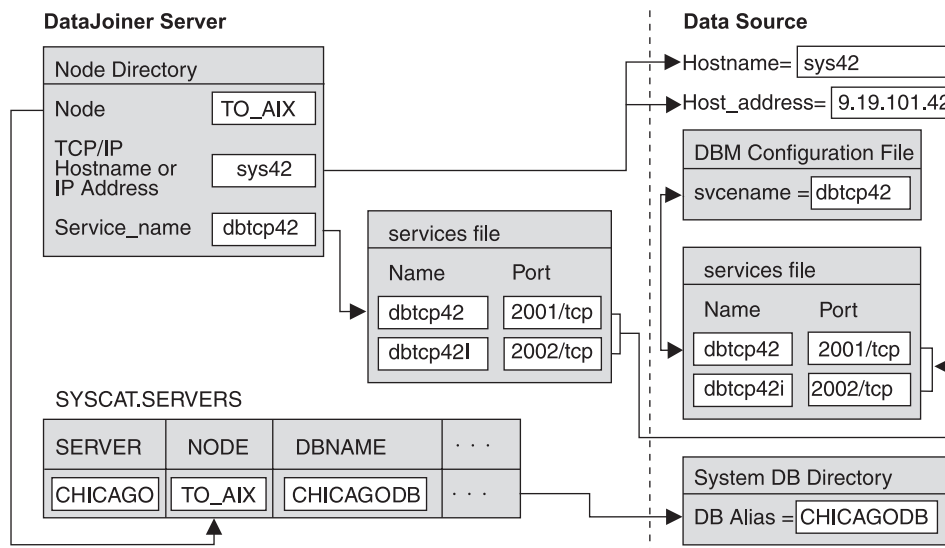 DataJoiner Server
Node Directory
Node TO_AIX
TCP/IP
Hostname or
IP Address
sys42
Service_name dbtcp42
services file
Name Port
dbtcp42 2001/tcp
dbtcp42I 2002/tcp
SYSCAT.SERVERS
SERVER NODE DBNAME . . .
CHICAGO TO_AIX CHICAGODB . . .
Data Source
Hostname= sys42
Host_address= 9.19.101.42
DBM Configuration File
svcename = dbtcp42
services file
Name Port
dbtcp42 2001/tcp
dbtcp42i 2002/tcp
System DB Directory
DB Alias = CHICAGODB